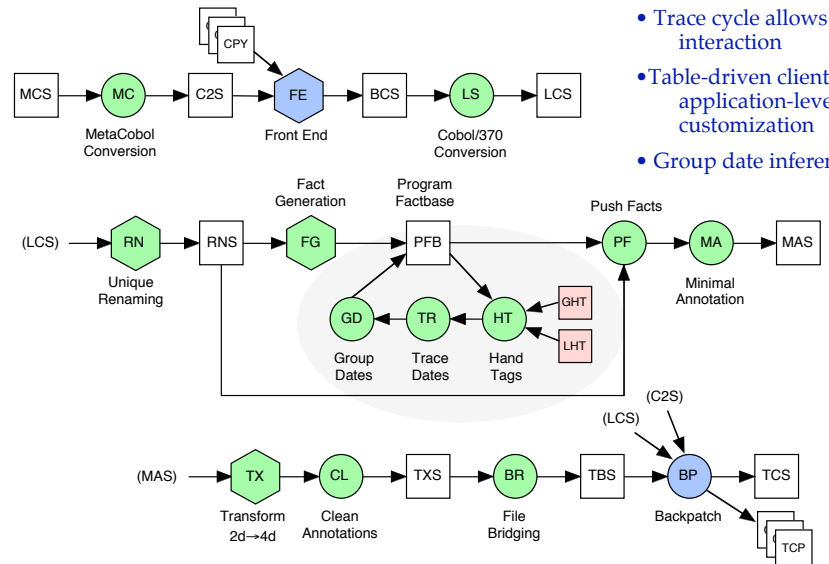 • Trace cycle allows
interaction
•Table-driven client
customization
CPY
MCS
MC
C2S
FE
BCS
LS
LCS
MetaCobol
Conversion
Front End
Cobol/370
Conversion
• Group date
Fact
Generation
Program
Factbase
Push Facts
(LCS)
RN
RNS
FG
PFB
PF
MA
MAS
Unique
Renaming
Minimal
Annotation
GD
TR
HT
GHT
LHT
Group
Dates
Trace
Dates
Hand
Tags
(C2S)
(LCS)
(MAS)
TX
CL
TXS
BR
TBS
BP
TCS
Transform
2d→4d
Clean
Annotations
File
Bridging
Backpatch
TCP